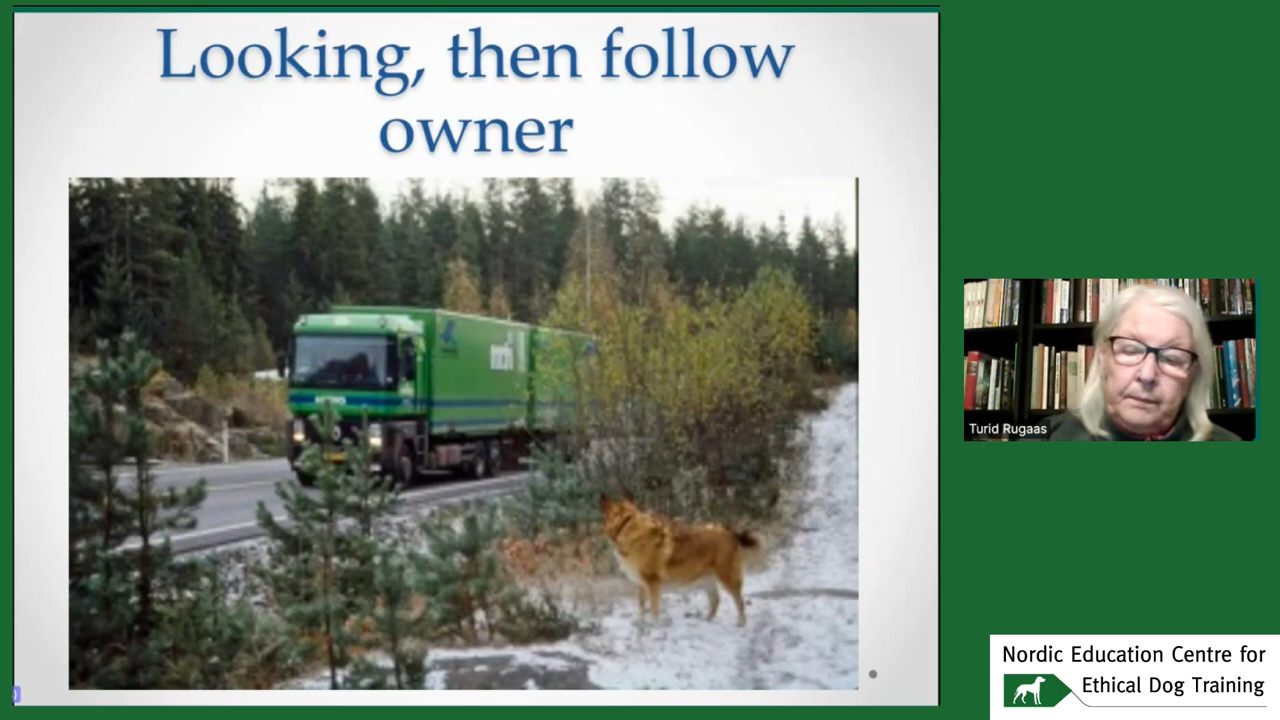 Looking, then follow
owner
Turid Rugaas
Nordic Education Centre for
Ethical Dog Training